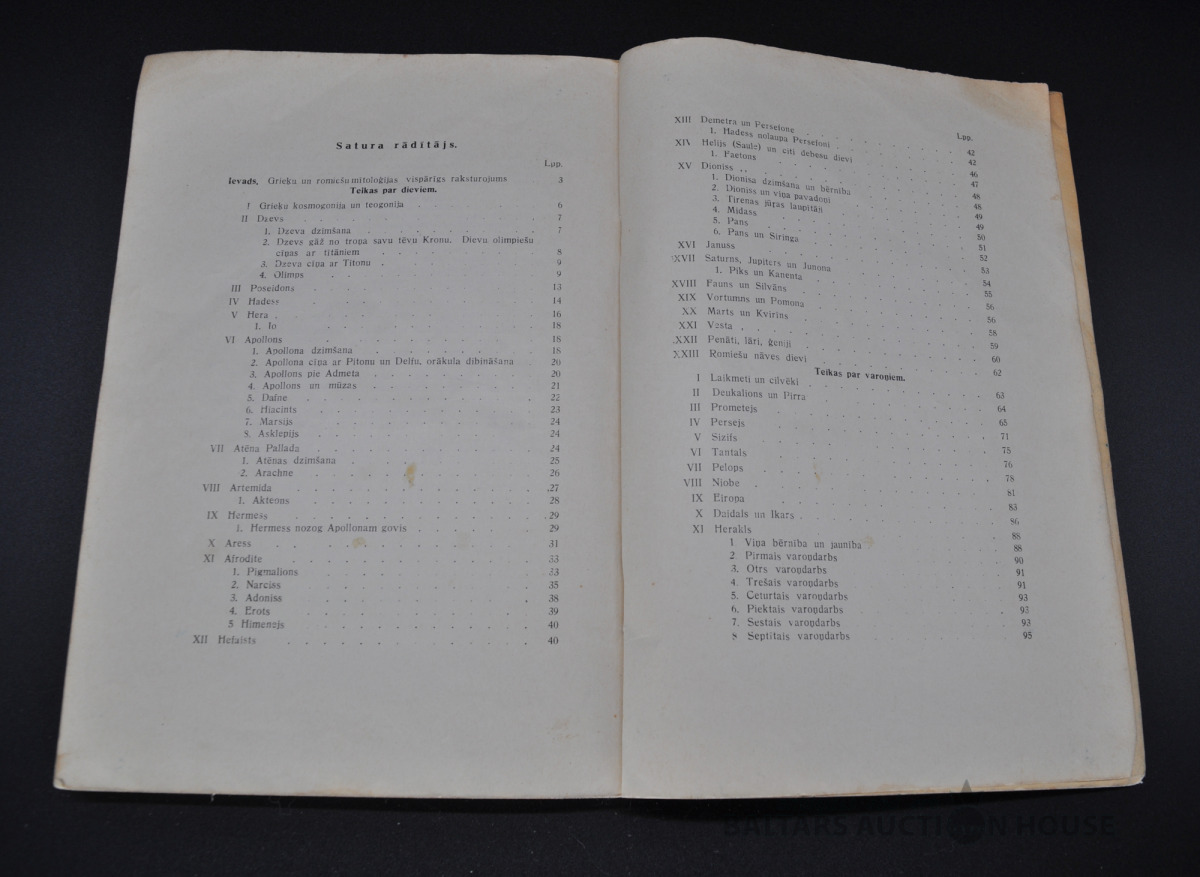 Satura rādītājs.
Lpp.
Ievads. Grieķu un romiešu mitoloģijas vispārīgs raksturojums 3
Teikas par dieviem.
I Grieķu kosmogonija un teogonija 6
II Dzevs 7
1. Dzeva dzimšana 7
2. Dzevs gāž no troņa savu tēvu Kronu. Dievu olimpiešu
cīņas ar titāniem 8
3. Dzeva cīņa ar Titonu 9
4. Olimps 9
III Poseidons 13
IV Hadess 14
V Hera 16
1. Io 18
VI Apollons 18
1. Apollona dzimšana 18
2. Apollona cīņa ar Pitonu un Delfu, orākula dibināšana 20
3. Apollons pie Admeta 20
4. Apollons un mūzas 21
5. Dafne 22
6. Hiacints 23
7. Marsijs 24
8. Asklepijs 24
VII Atēna Pallada 24
1. Atēnas dzimšana 25
2. Arachne 26
VIII Artemida 27
1. Akteons 28
IX Hermess 29
1. Hermess nozog Apollonam govis 29
X Aress 31
XI Afrodite 33
1. Pigmalions 33
2. Narciss 35
3. Adoniss 38
4. Erots 39
5 Himenejs 40
XII Hefaists 40
Lpp.
XIII Demetra un Persefone 42
1. Hadess nolaupa Persefoni 42
XIV Helijs (Saule) un citi debesu dievi 46
1. Faetons 47
XV Dioniss ,, 48
1. Dionisa dzimšana un bērnība 48
2. Dioniss un viņa pavadoņi 49
3. Tirenas jūras laupītāji 49
4. Midass 50
5. Pans 51
6. Pans un Siringa 52
XVI Januss 53
XVII Saturns, Jupiters un Junona 54
1. Piks un Kanenta 55
XVIII Fauns un Silvāns 56
XIX Vortumns un Pomona 56
XX Marts un Kvirīns 58
XXI Vesta 59
XXII Penāti, lāri, ģeniji 60
XXIII Romiešu nāves dievi 62
Teikas par varoņiem.
I Laikmeti un cilvēki 63
II Deukalions un Pirra 64
III Prometejs 65
IV Persejs 71
V Sizifs 75
VI Tantals 76
VII Pelops 78
VIII Niobe 81
IX Eiropa 83
X Daidals un Ikars 86
XI Herakls 88
1. Viņa bērnība un jaunība 88
2. Pirmais varoņdarbs 90
3. Otrs varoņdarbs 91
4. Trešais varoņdarbs 91
5. Ceturtais varoņdarbs 93
6. Piektais varoņdarbs 93
7. Sestais varoņdarbs 93
8 Septītais varoņdarbs 95
BALTARS AUCTION HOUSE